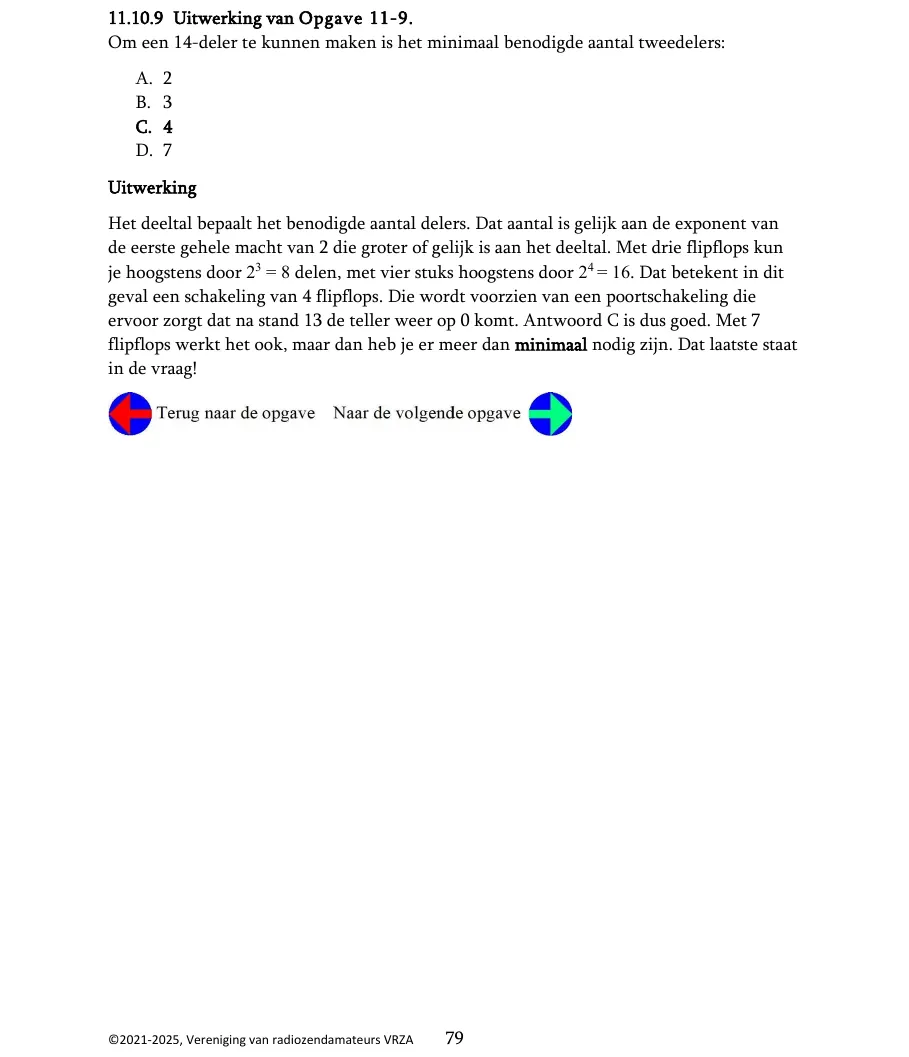 11.10.9 Uitwerking van Opgave 11-9.
Om een 14-deler te kunnen maken is het minimaal benodigde aantal tweedelers:
A. 2
B. 3
C. 4
D. 7
Uitwerking
Het deeltal bepaalt het benodigde aantal delers. Dat aantal is gelijk aan de exponent van
de eerste gehele macht van 2 die groter of gelijk is aan het deeltal. Met drie flipflops kun
je hoogstens door 2³ = 8 delen, met vier stuks hoogstens door 2⁴ = 16. Dat betekent in dit
geval een schakeling van 4 flipflops. Die wordt voorzien van een poortschakeling die
ervoor zorgt dat na stand 13 de teller weer op 0 komt. Antwoord C is dus goed. Met 7
flipflops werkt het ook, maar dan heb je er meer dan minimaal nodig zijn. Dat laatste staat
in de vraag!
Terug naar de opgave Naar de volgende opgave
©2021-2025, Vereniging van radiozendamateurs VRZA 79